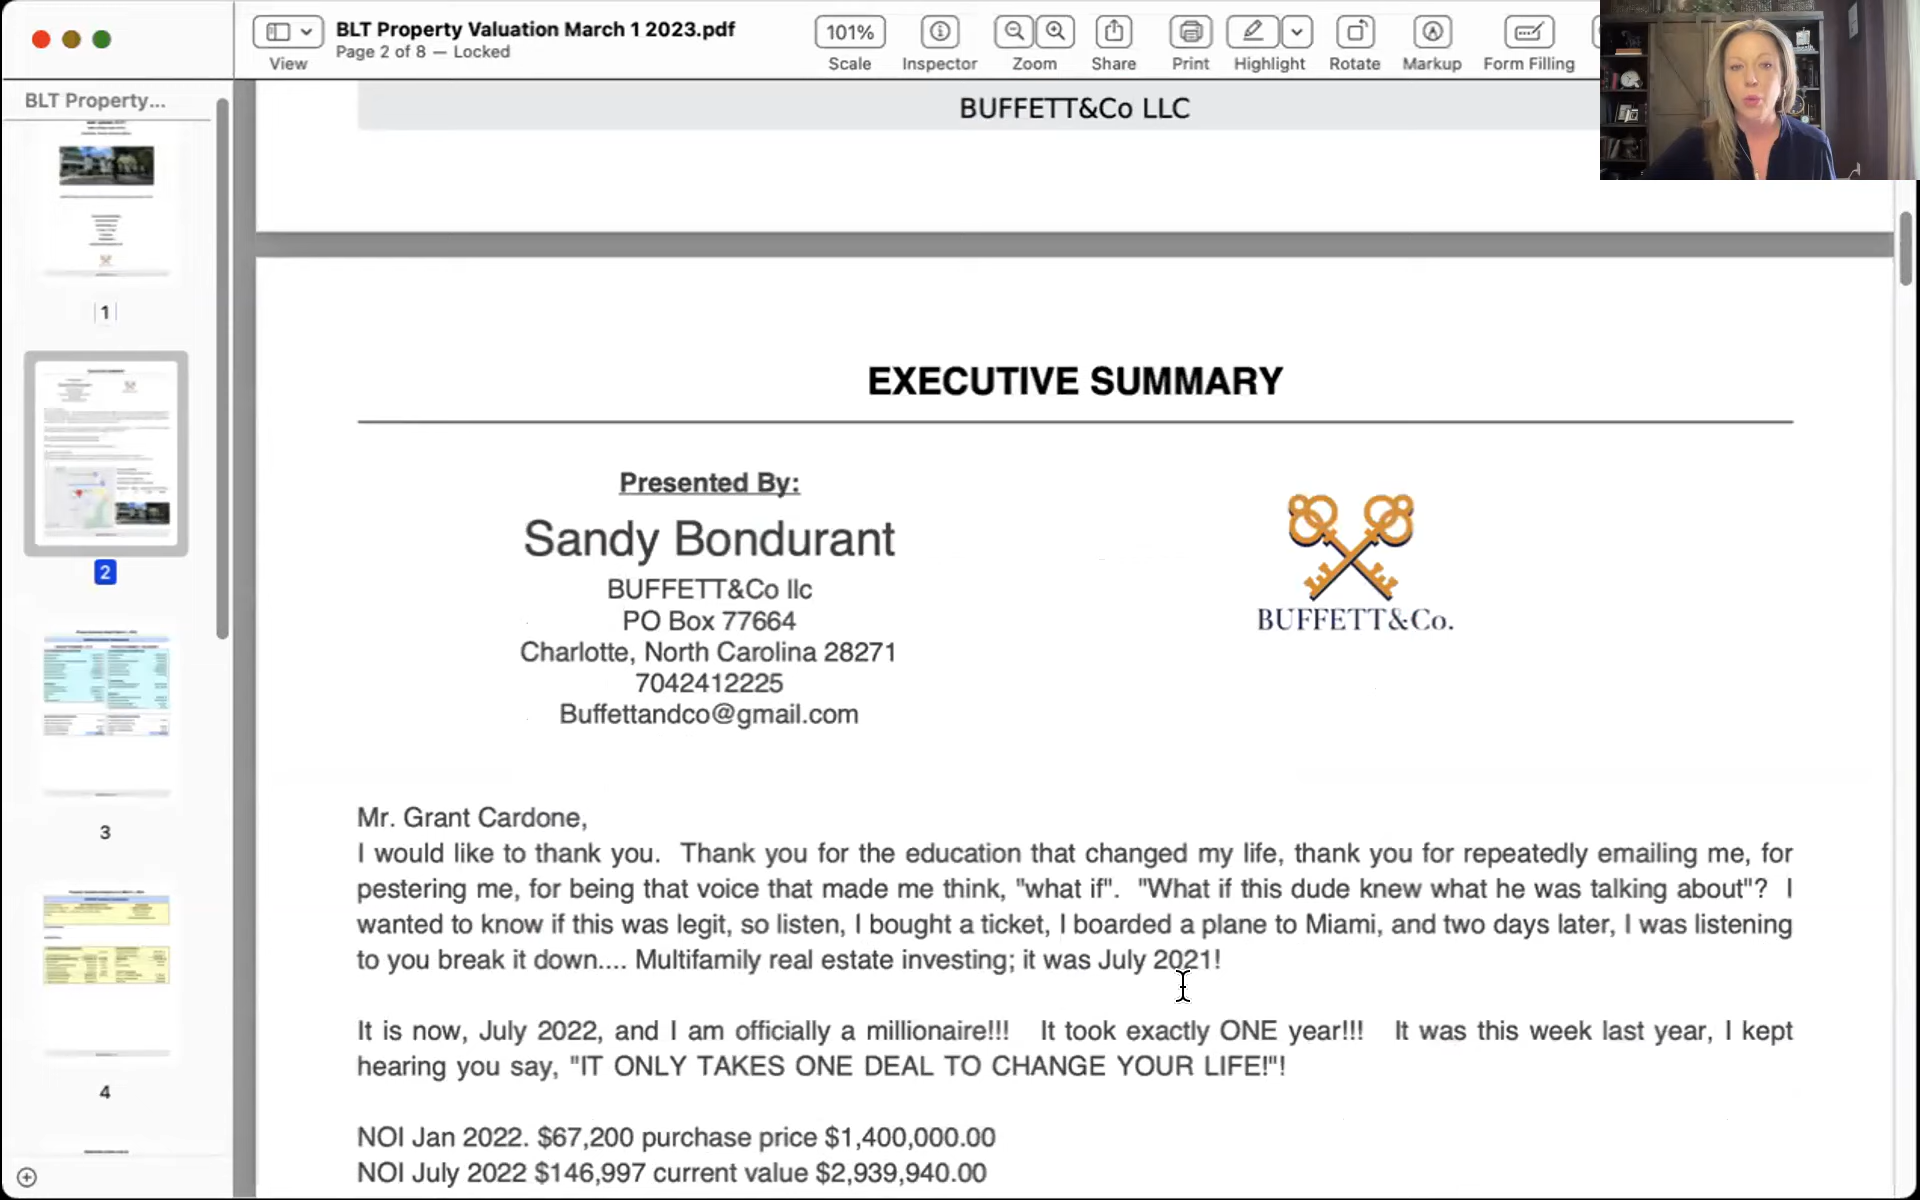 BLT Property Valuation March 1 2023.pdf
Page 2 of 8 — Locked
View
101%
Scale
Inspector
Zoom
Share
Print
Highlight
Rotate
Markup
Form Filling
BLT Property...
1
2
3
4
BUFFETT&Co LLC
EXECUTIVE SUMMARY
Presented By:
Sandy Bondurant
BUFFETT&Co llc
PO Box 77664
Charlotte, North Carolina 28271
7042412225
Buffettandco@gmail.com
BUFFETT&Co.
Mr. Grant Cardone,
I would like to thank you.  Thank you for the education that changed my life, thank you for repeatedly emailing me, for
pestering me, for being that voice that made me think, "what if".  "What if this dude knew what he was talking about"?  I
wanted to know if this was legit, so listen, I bought a ticket, I boarded a plane to Miami, and two days later, I was listening
to you break it down.... Multifamily real estate investing; it was July 2021!
It is now, July 2022, and I am officially a millionaire!!!  It took exactly ONE year!!!  It was this week last year, I kept
hearing you say, "IT ONLY TAKES ONE DEAL TO CHANGE YOUR LIFE!"!
NOI Jan 2022. $67,200 purchase price $1,400,000.00
NOI July 2022 $146,997 current value $2,939,940.00